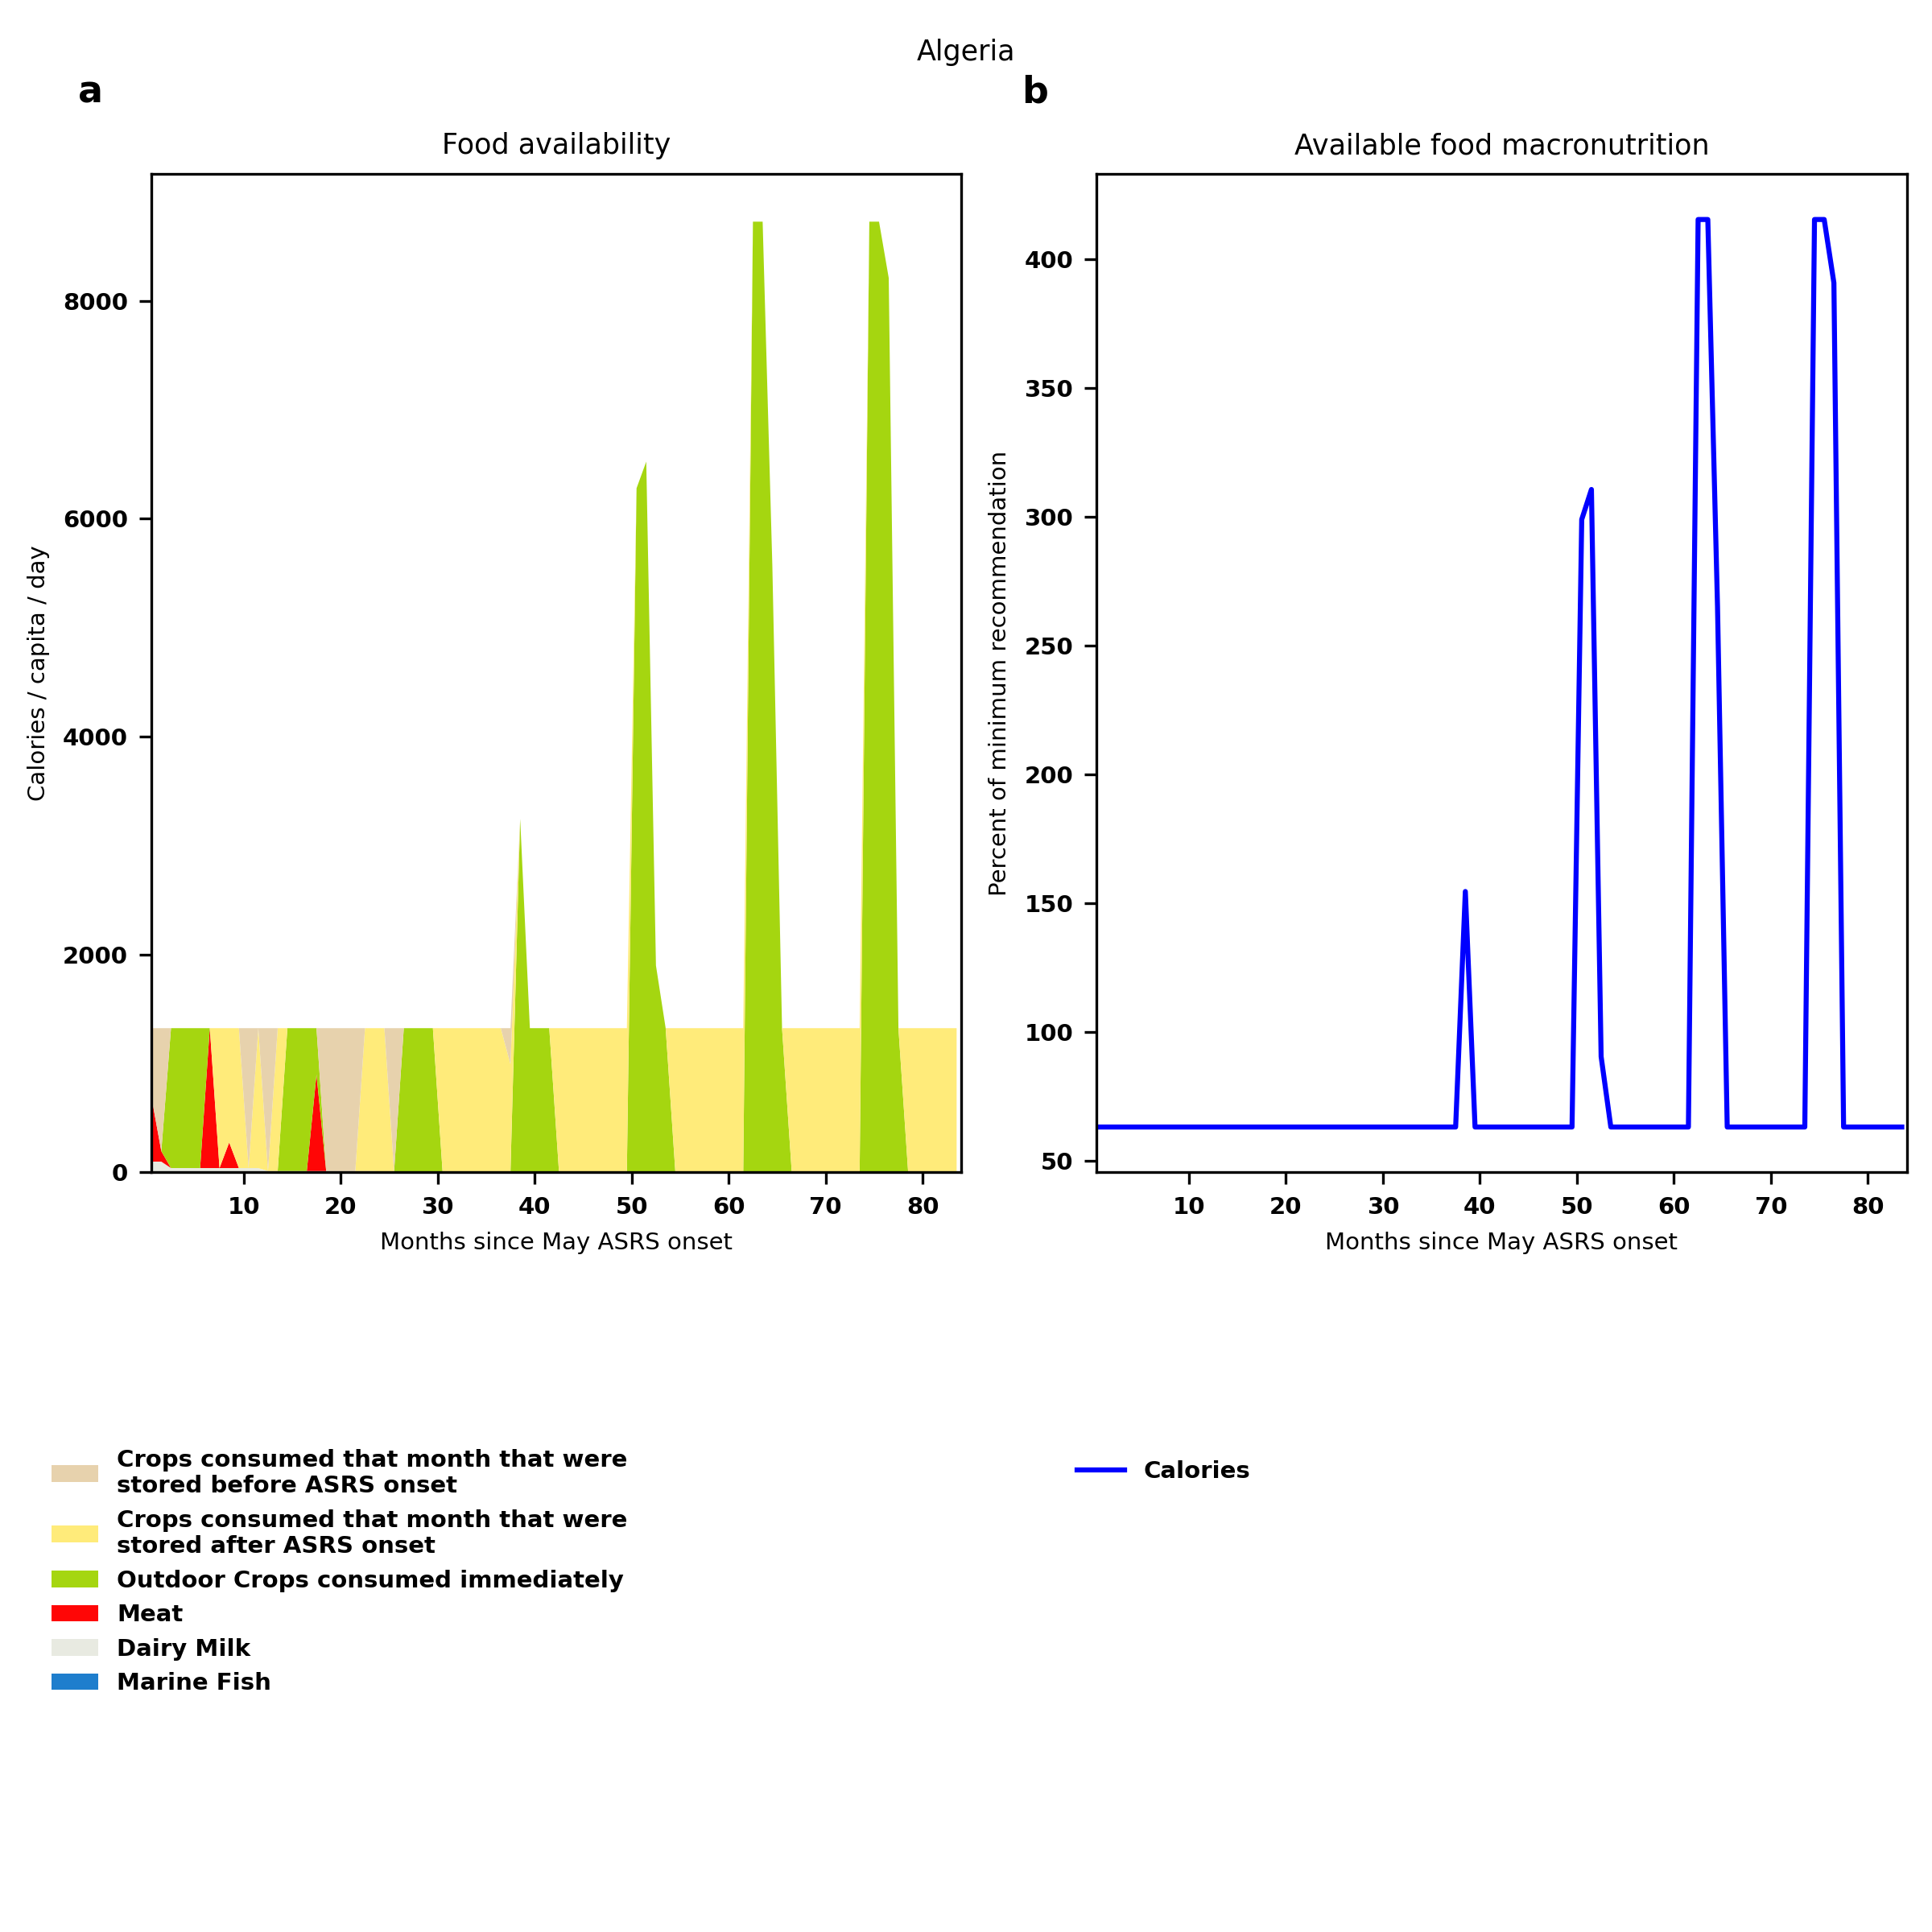 Algeria
a
Food availability
Calories / capita / day
8000
6000
4000
2000
0
10 20 30 40 50 60 70 80
Months since May ASRS onset
b
Available food macronutrition
Percent of minimum recommendation
400
350
300
250
200
150
100
50
10 20 30 40 50 60 70 80
Months since May ASRS onset
Crops consumed that month that were
stored before ASRS onset
Crops consumed that month that were
stored after ASRS onset
Outdoor Crops consumed immediately
Meat
Dairy Milk
Marine Fish
Calories